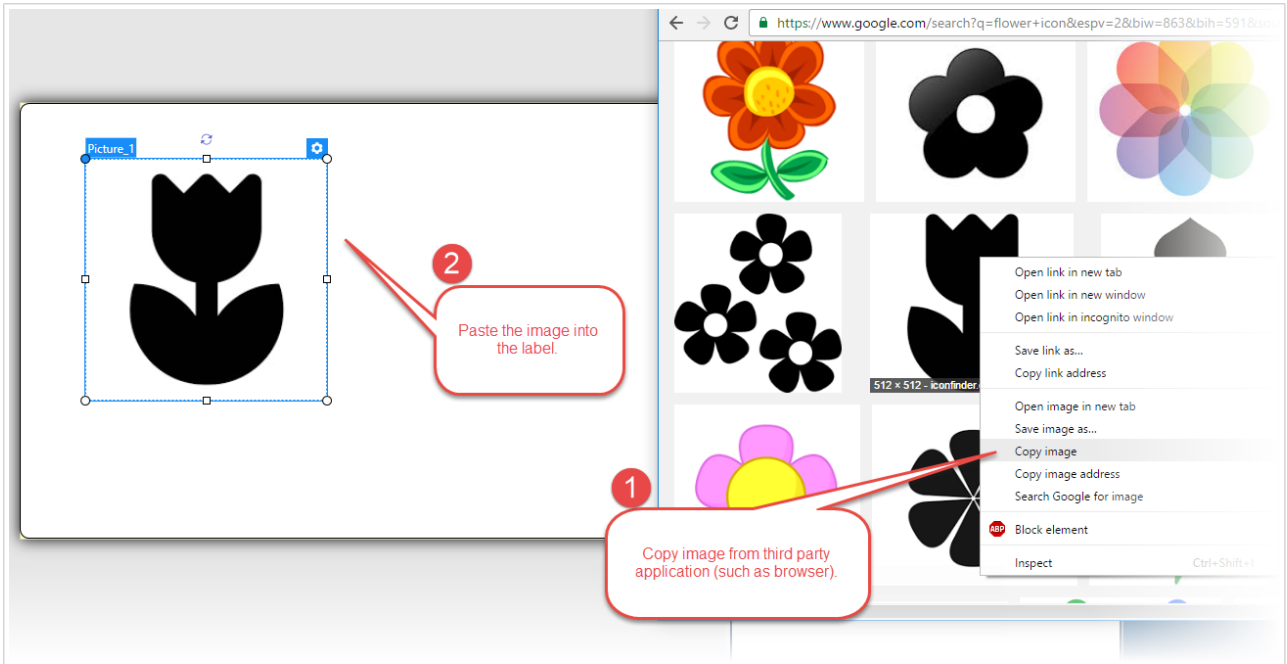 https://www.google.com/search?q=flower+icon&espv=2&biw=863&bih=591
Picture_1
2
Paste the image into
the label.
Open link in new tab
Open link in new window
Open link in incognito window
Save link as...
Copy link address
512 × 512 - iconfinder.
Open image in new tab
Save image as...
Copy image
Copy image address
Search Google for image
ABP Block element
Inspect Ctrl+Shift+I
1
Copy image from third party
application (such as browser).